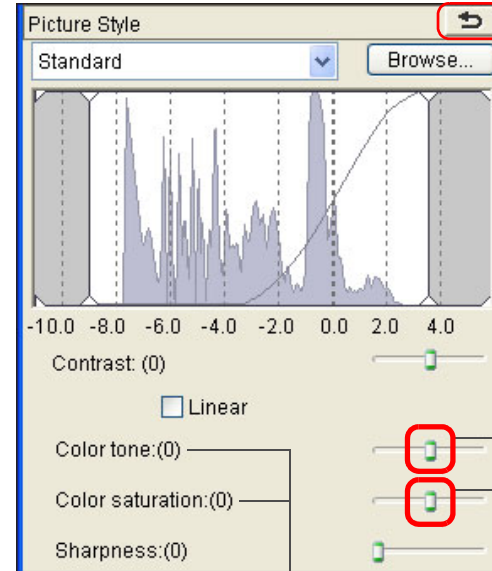 Picture Style
Standard Browse...
-10.0 -8.0 -6.0 -4.0 -2.0 0.0 2.0 4.0
Contrast: (0)
Linear
Color tone:(0)
Color saturation:(0)
Sharpness:(0)